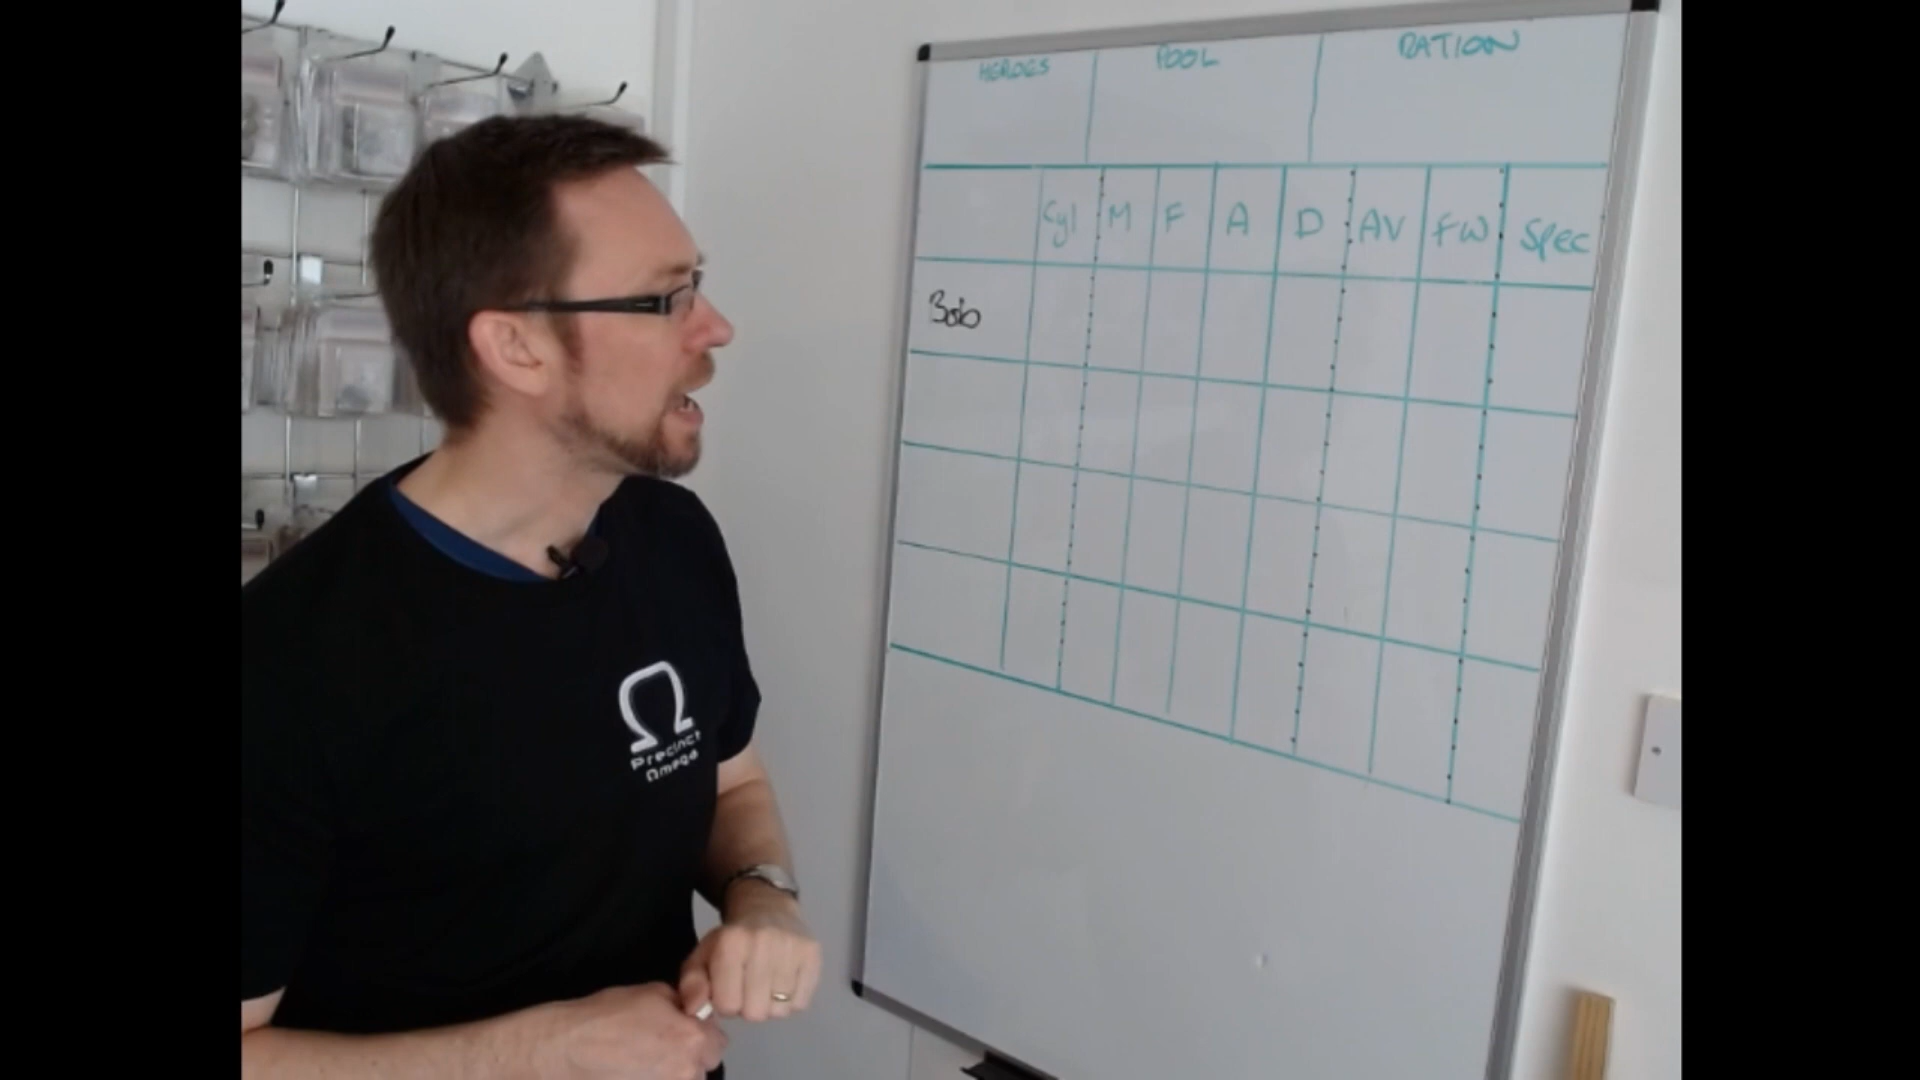 HEROES POOL RATION
Cyl M F A D AV FW Spec
Bob
Ω
Precinct
Omega